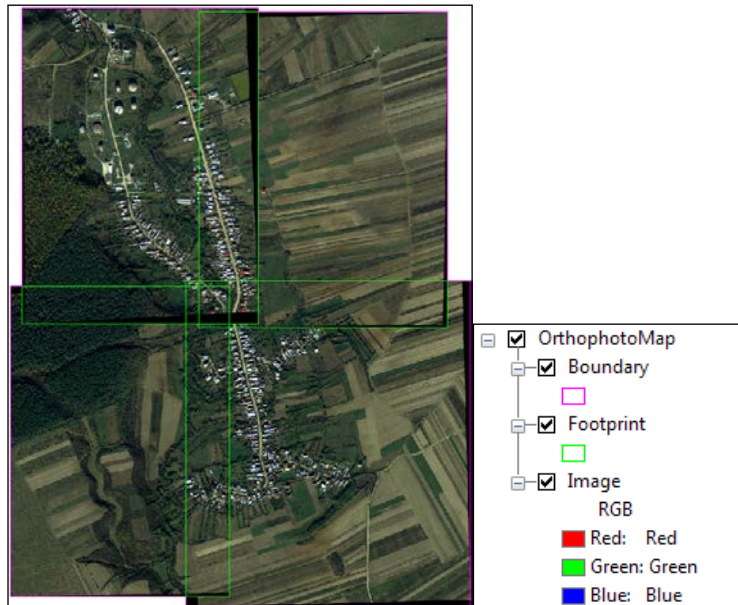 OrthophotoMap
Boundary
Footprint
Image
RGB
Red: Red
Green: Green
Blue: Blue